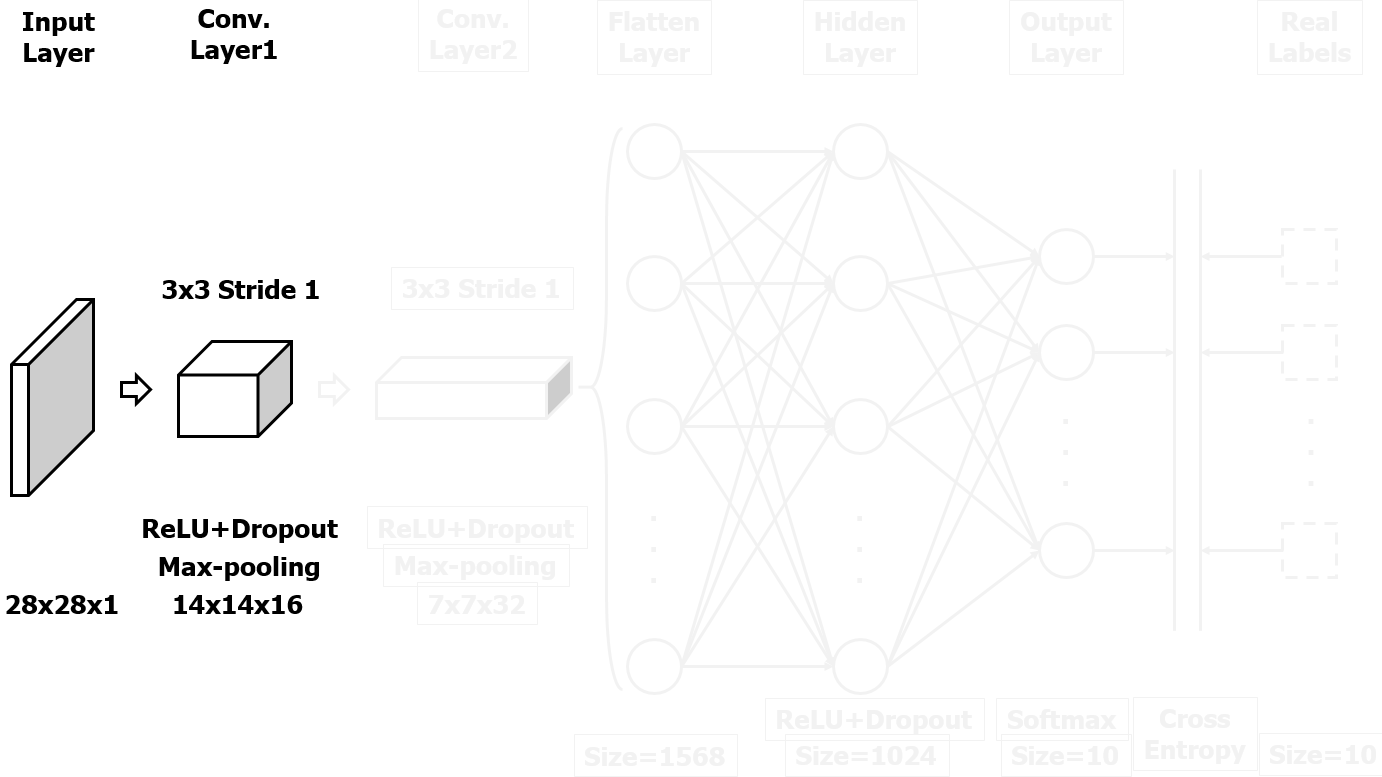 Input
Layer
Conv.
Layer1
Conv.
Layer2
Flatten
Layer
Hidden
Layer
Output
Layer
Real
Labels
3x3 Stride 1
3x3 Stride 1
ReLU+Dropout
Max-pooling
28x28x1
14x14x16
ReLU+Dropout
Max-pooling
7x7x32
Size=1568
ReLU+Dropout
Size=1024
Softmax
Size=10
Cross
Entropy
Size=10